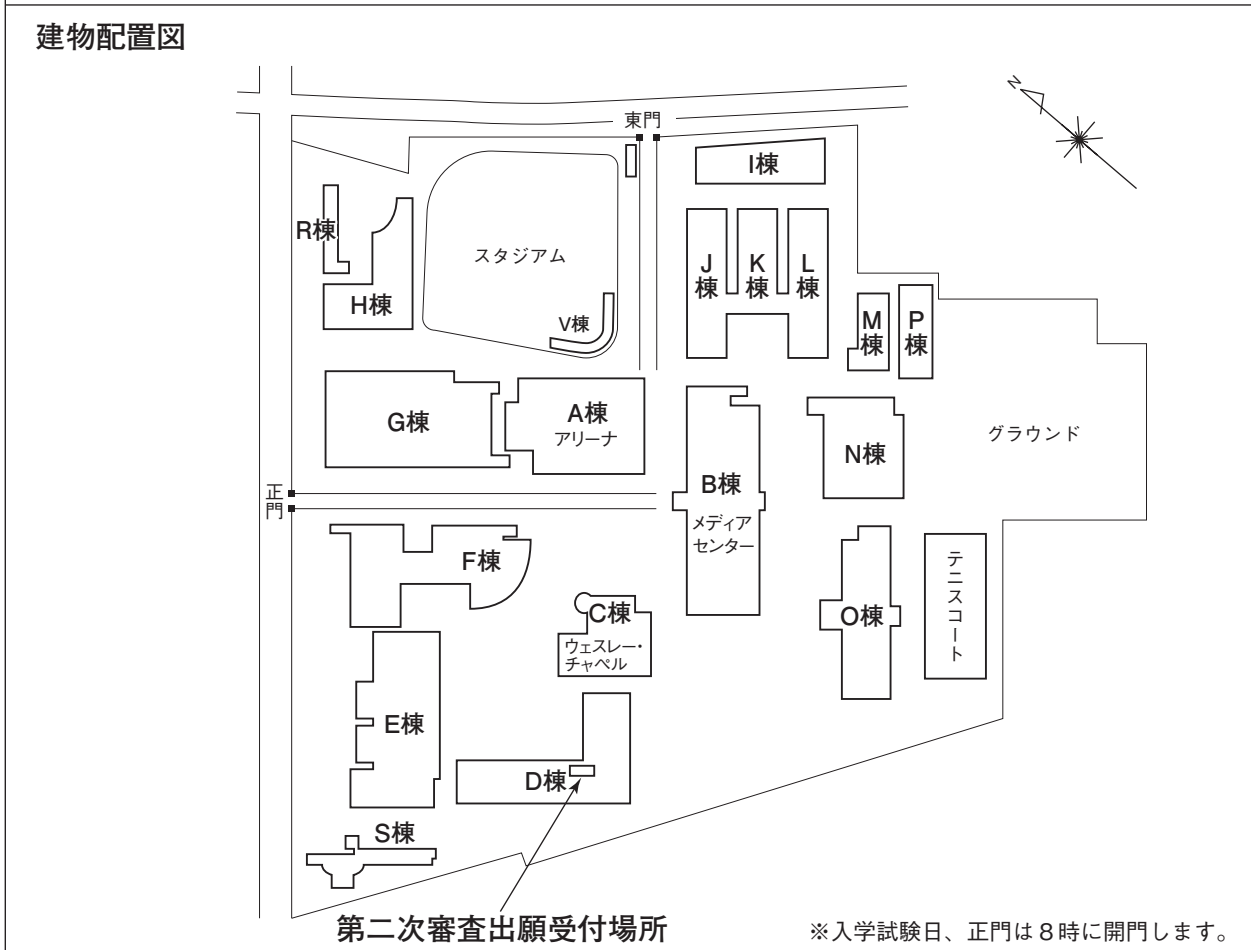 建物配置図
N
東門
I棟
R棟
スタジアム
J
棟
K
棟
L
棟
H棟
V棟
M
棟
P
棟
G棟
A棟
アリーナ
グラウンド
N棟
正門
B棟
メディア
センター
F棟
テニスコート
C棟
ウェスレー・
チャペル
O棟
E棟
D棟
S棟
第二次審査出願受付場所
※入学試験日、正門は8時に開門します。